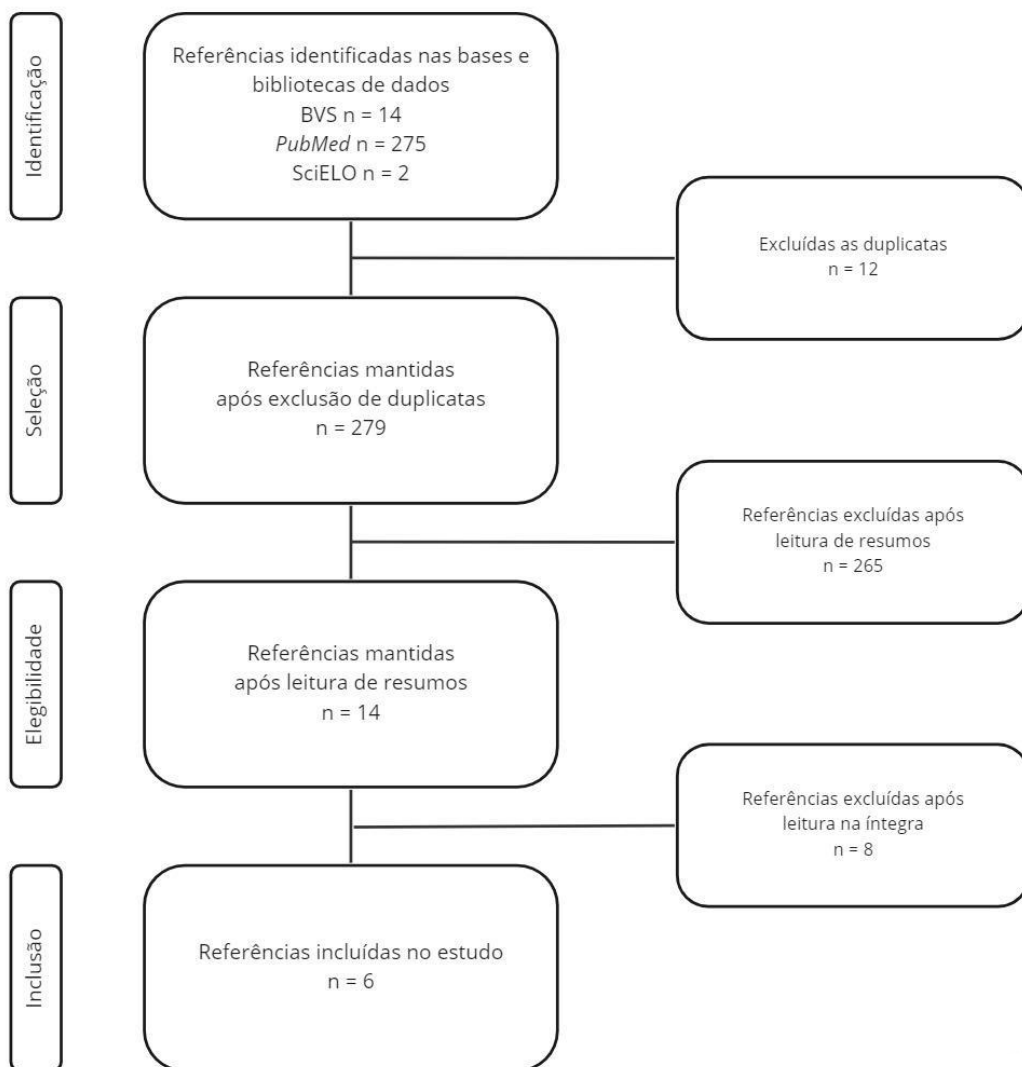 Identificação
Referências identificadas nas bases e
bibliotecas de dados
BVS n = 14
PubMed n = 275
SciELO n = 2
Excluídas as duplicatas
n = 12
Seleção
Referências mantidas
após exclusão de duplicatas
n = 279
Referências excluídas após
leitura de resumos
n = 265
Elegibilidade
Referências mantidas
após leitura de resumos
n = 14
Referências excluídas após
leitura na íntegra
n = 8
Inclusão
Referências incluídas no estudo
n = 6